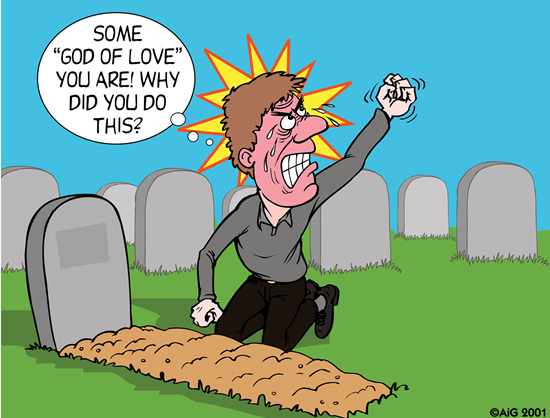 SOME
“GOD OF LOVE”
YOU ARE! WHY
DID YOU DO
THIS?
©AiG 2001